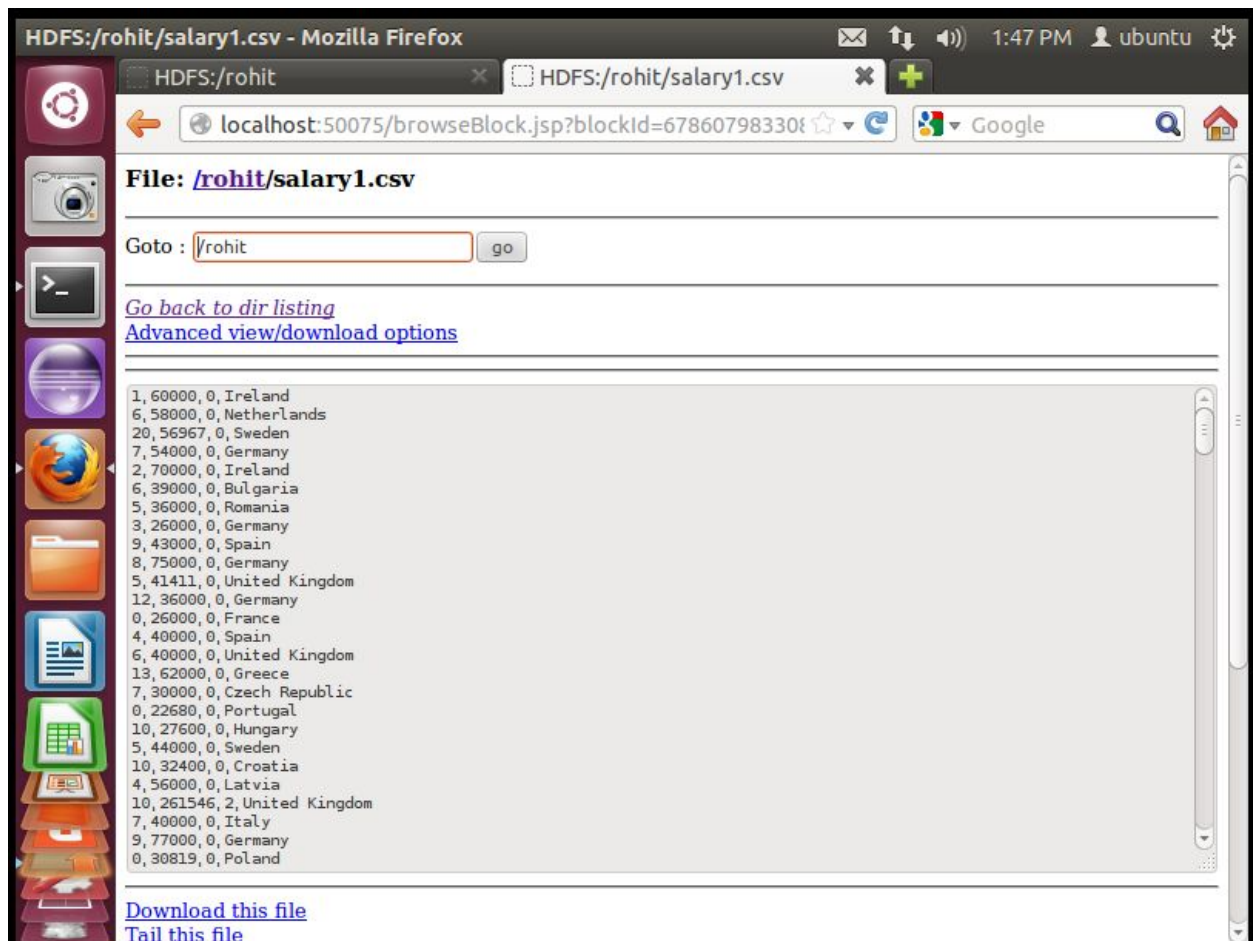 HDFS:/rohit/salary1.csv - Mozilla Firefox
1:47 PM ubuntu
HDFS:/rohit
HDFS:/rohit/salary1.csv
localhost:50075/browseBlock.jsp?blockId=67860798330
Google
File: /rohit/salary1.csv
Goto : /rohit go
Go back to dir listing
Advanced view/download options
1,60000,0,Ireland
6,58000,0,Netherlands
20,56967,0,Sweden
7,54000,0,Germany
2,70000,0,Ireland
6,39000,0,Bulgaria
5,36000,0,Romania
3,26000,0,Germany
9,43000,0,Spain
8,75000,0,Germany
5,41411,0,United Kingdom
12,36000,0,Germany
0,26000,0,France
4,40000,0,Spain
6,40000,0,United Kingdom
13,62000,0,Greece
7,30000,0,Czech Republic
0,22680,0,Portugal
10,27600,0,Hungary
5,44000,0,Sweden
10,32400,0,Croatia
4,56000,0,Latvia
10,261546,2,United Kingdom
7,40000,0,Italy
9,77000,0,Germany
0,30819,0,Poland
Download this file
Tail this file